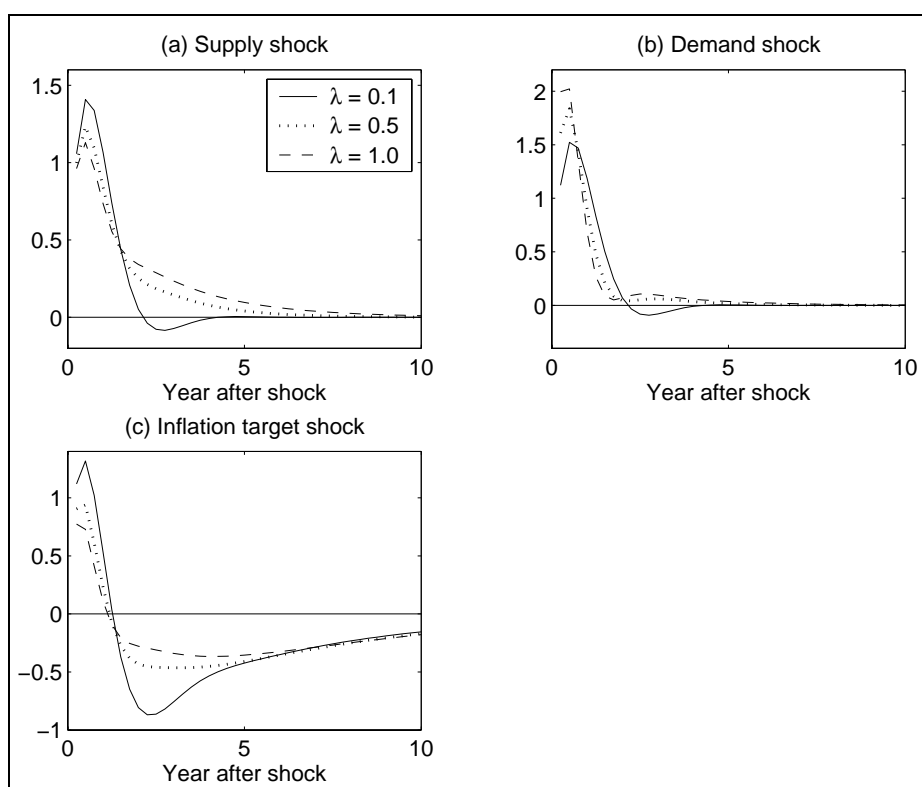 (a) Supply shock
1.5
1
0.5
0
0 5 10
Year after shock
λ = 0.1
λ = 0.5
λ = 1.0
(b) Demand shock
2
1.5
1
0.5
0
0 5 10
Year after shock
(c) Inflation target shock
1
0.5
0
−0.5
−1
0 5 10
Year after shock